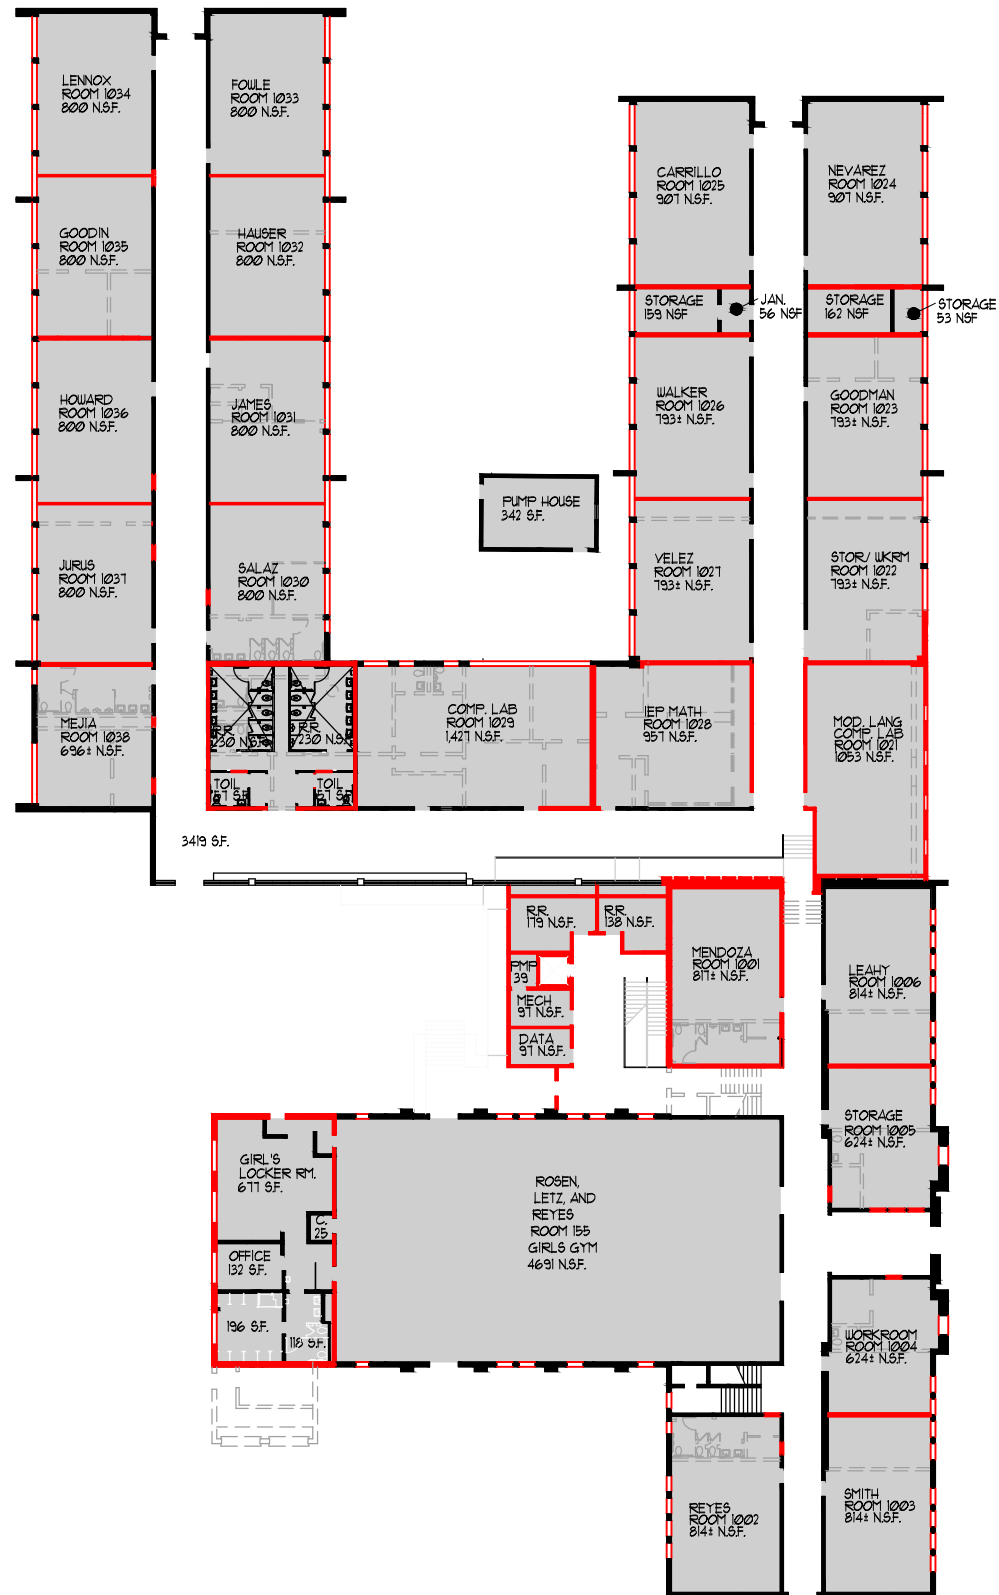 LENNOX
ROOM 1034
800 N.S.F.
FOWLE
ROOM 1033
800 N.S.F.
CARRILLO
ROOM 1025
907 N.S.F.
NEVAREZ
ROOM 1024
907 N.S.F.
GOODIN
ROOM 1035
800 N.S.F.
HAUSER
ROOM 1032
800 N.S.F.
STORAGE
159 NSF
JAN.
56 NSF
STORAGE
162 NSF
STORAGE
53 NSF
HOWARD
ROOM 1036
800 N.S.F.
JAMES
ROOM 1031
800 N.S.F.
WALKER
ROOM 1026
793± N.S.F.
GOODMAN
ROOM 1023
793± N.S.F.
PUMP HOUSE
342 S.F.
JURUS
ROOM 1037
800 N.S.F.
SALAZ
ROOM 1030
800 N.S.F.
VELEZ
ROOM 1027
793± N.S.F.
STOR./ WKRM
ROOM 1022
793± N.S.F.
MEJIA
ROOM 1038
696± N.S.F.
R.R.
230 N.S.F.
R.R.
230 N.S.F.
COMP. LAB
ROOM 1029
1,427 N.S.F.
IEP MATH
ROOM 1028
957 N.S.F.
MOD. LANG
COMP. LAB
ROOM 1021
1053 N.S.F.
TOIL
TOIL
3419 S.F.
R.R.
179 N.S.F.
R.R.
138 N.S.F.
MENDOZA
ROOM 1001
817± N.S.F.
LEAHY
ROOM 1006
814± N.S.F.
PMP
39
MECH
97 N.S.F.
DATA
97 N.S.F.
STORAGE
ROOM 1005
624± N.S.F.
GIRL'S
LOCKER RM.
677 S.F.
C.
25
OFFICE
132 S.F.
196 S.F.
118 S.F.
ROSEN,
LETZ, AND
REYES
ROOM 155
GIRLS GYM
4691 N.S.F.
WORKROOM
ROOM 1004
624± N.S.F.
REYES
ROOM 1002
814± N.S.F.
SMITH
ROOM 1003
814± N.S.F.